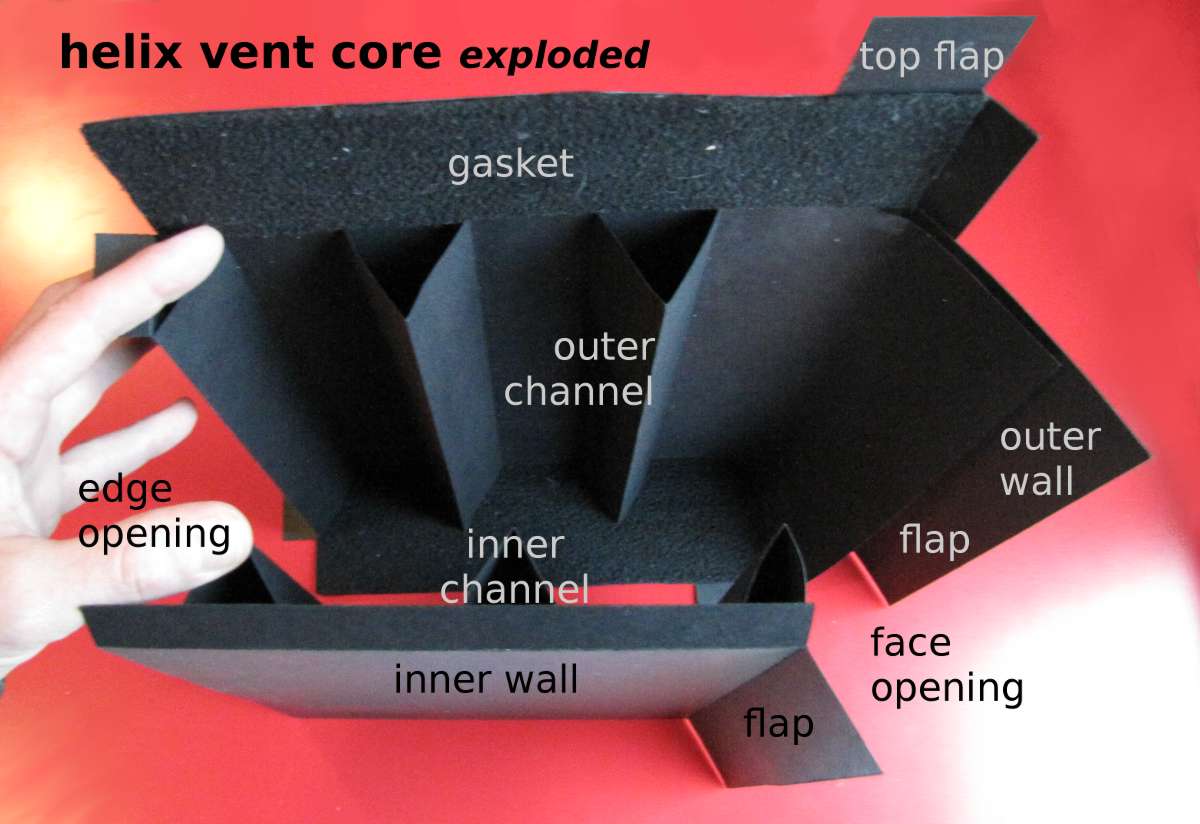 helix vent core exploded
top flap
gasket
outer
channel
outer
wall
edge
opening
flap
inner
channel
face
opening
inner wall
flap